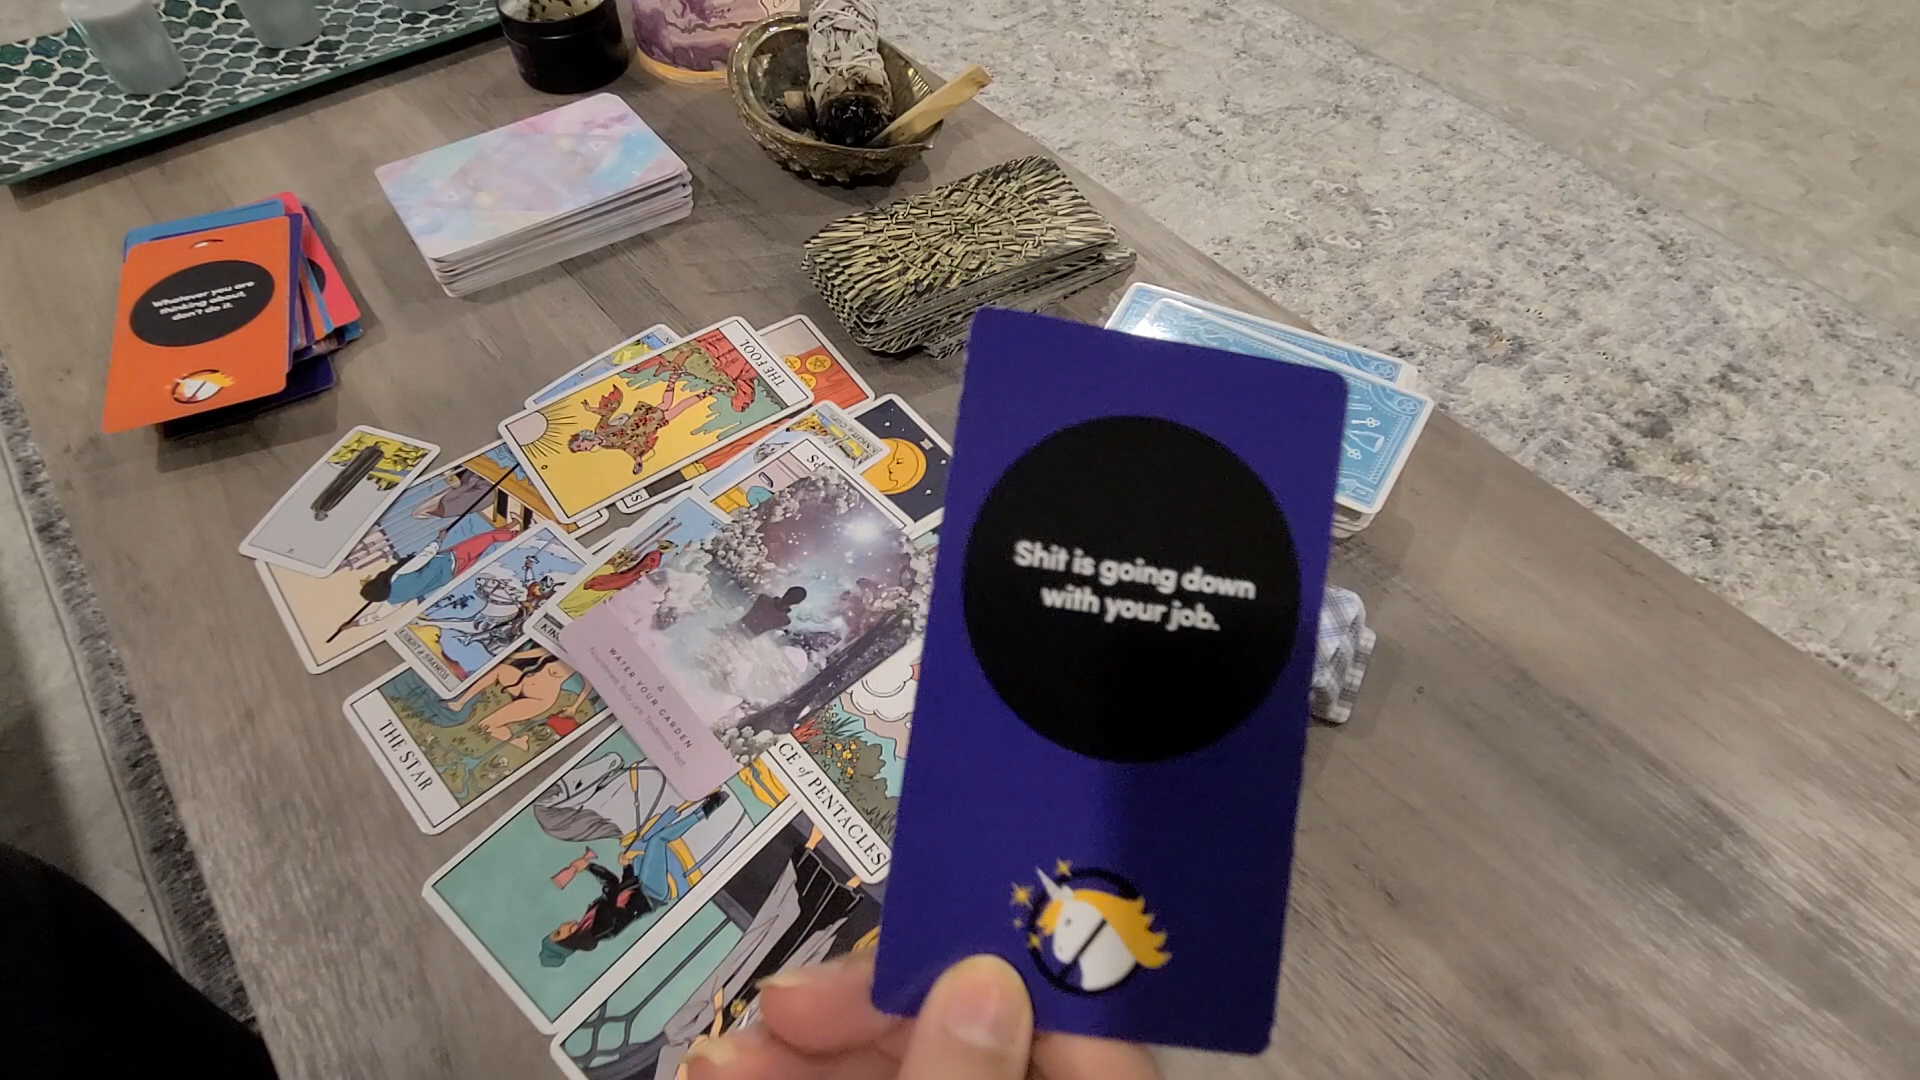 Whatever you are
thinking about
don't do it.
THE FOOL
Shit is going down
with your job.
WATER YOUR GARDEN
THE STAR
CE of PENTACLES